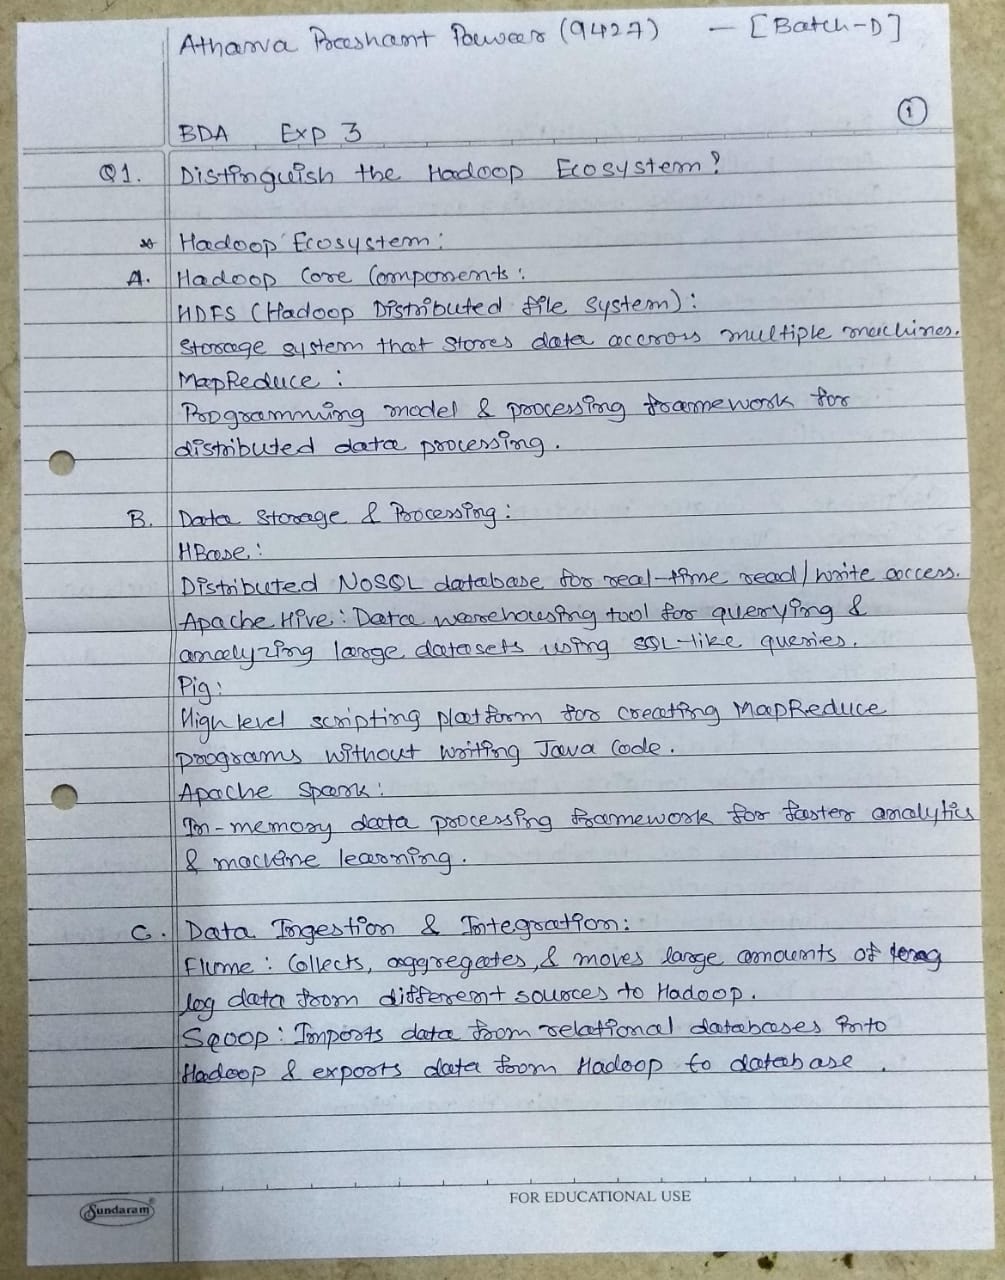 Atharva Prashant Pawar (9427) - [Batch-D]
1
BDA Exp 3
Q1. Distinguish the Hadoop Ecosystem?
Hadoop Ecosystem:
A. Hadoop Core Components:
HDFS (Hadoop Distributed file System):
Storage system that stores data accross multiple machines.
MapReduce:
Programming model & processing framework for
distributed data processing.
B. Data Storage & Processing:
HBase:
Distributed NoSQL database for real-time read/write access.
Apache Hive: Data warehousing tool for querying &
analyzing large datasets using SQL-like queries.
Pig:
High level scripting platform for creating MapReduce
programs without writing Java Code.
Apache Spark:
In-memory data processing framework for faster analytics
& machine learning.
C. Data Ingestion & Integration:
Flume: Collects, aggregates, & moves large amounts of
log data from different sources to Hadoop.
Sqoop: Imports data from relational databases into
Hadoop & exports data from Hadoop to database.
FOR EDUCATIONAL USE
Sundaram